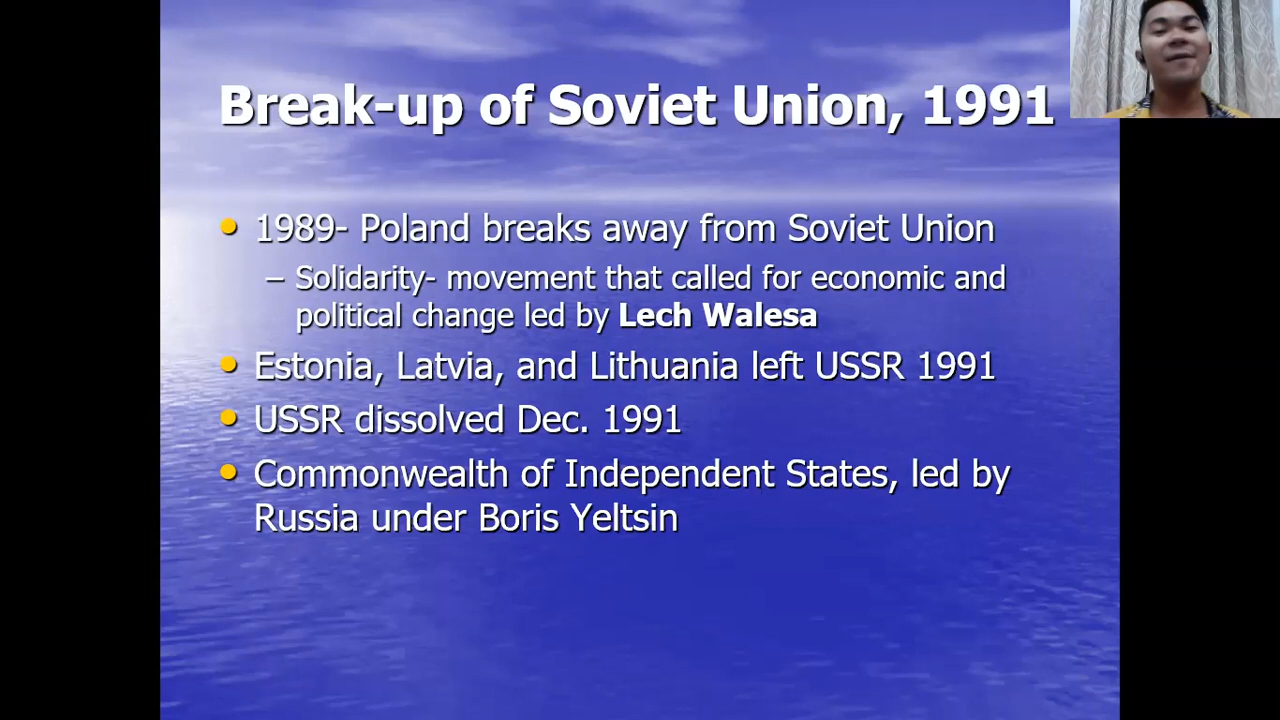 Break-up of Soviet Union, 1991
• 1989- Poland breaks away from Soviet Union
– Solidarity- movement that called for economic and
political change led by Lech Walesa
• Estonia, Latvia, and Lithuania left USSR 1991
• USSR dissolved Dec. 1991
• Commonwealth of Independent States, led by
Russia under Boris Yeltsin